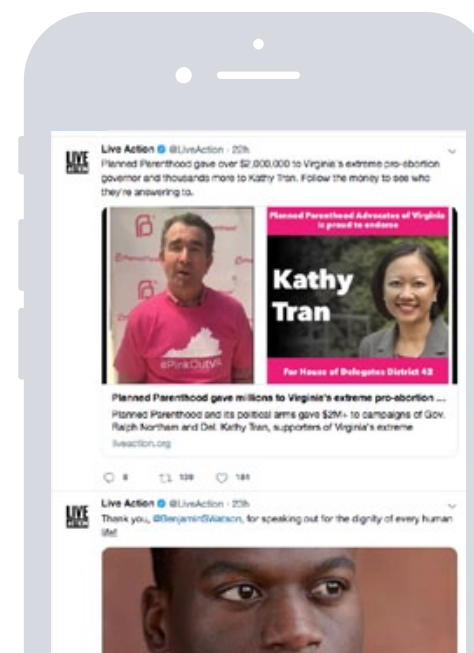 LIVE
ACTION
Live Action @LiveAction · 22h
Planned Parenthood gave over $2,000,000 to Virginia's extreme pro-abortion
governor and thousands more to Kathy Tran. Follow the money to see who
they're answering to.
Planned Parenthood Advocates of Virginia
is proud to endorse
Kathy
Tran
#PinkOutVA
For House of Delegates District 42
Planned Parenthood gave millions to Virginia's extreme pro-abortion ...
Planned Parenthood and its political arms gave $2M+ to campaigns of Gov.
Ralph Northam and Del. Kathy Tran, supporters of Virginia's extreme
liveaction.org
LIVE
ACTION
Live Action @LiveAction · 23h
Thank you, @BenjaminSWatson, for speaking out for the dignity of every human
life!